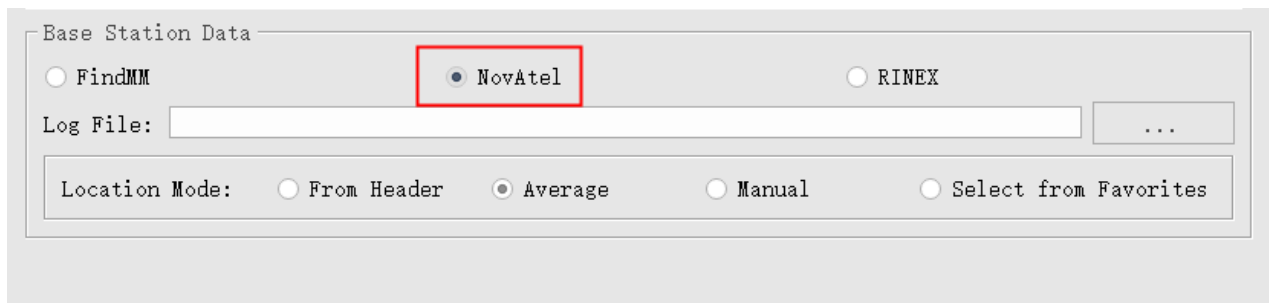 Base Station Data
FindMM NovAtel RINEX
Log File: ...
Location Mode: From Header Average Manual Select from Favorites